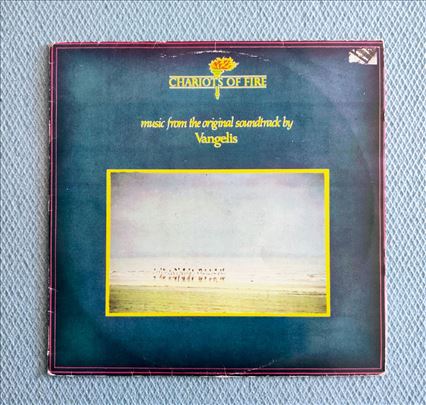 CHARIOTS OF FIRE
music from the original soundtrack by
Vangelis